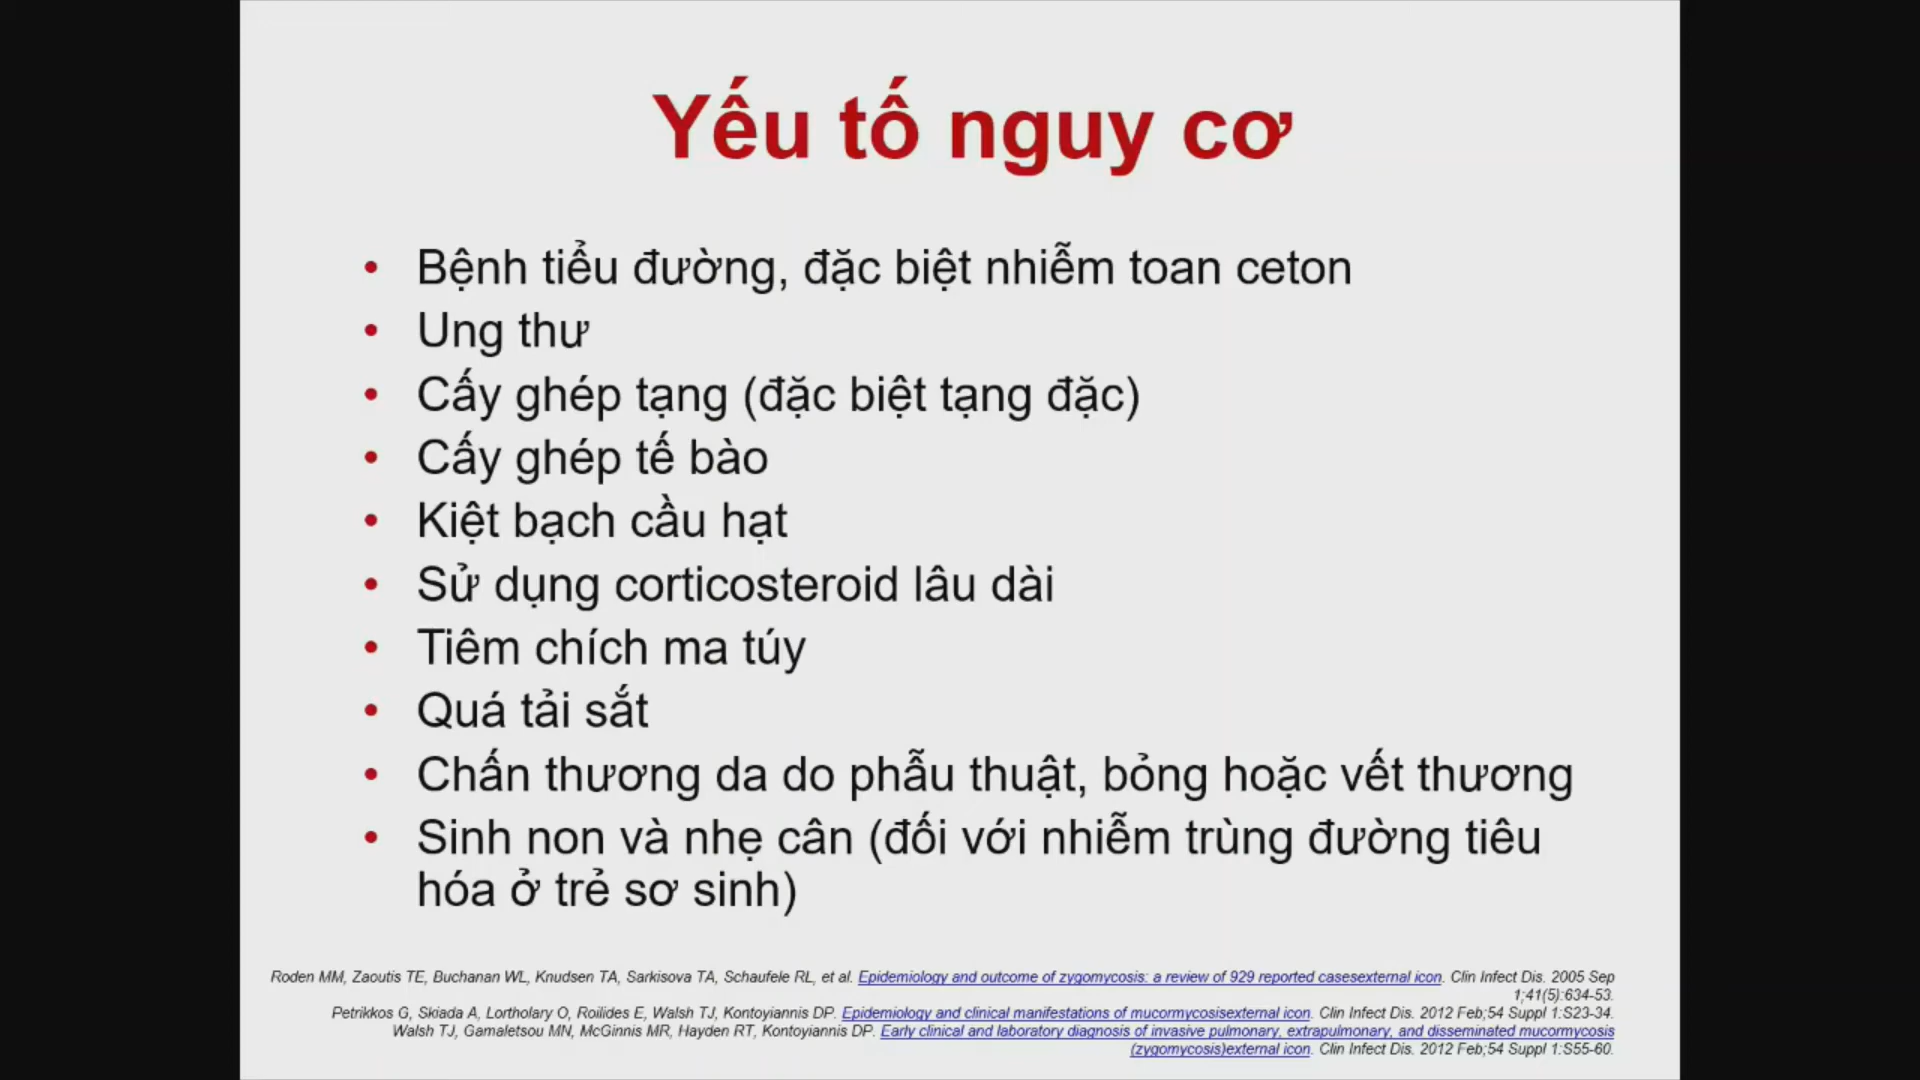 Yếu tố nguy cơ
• Bệnh tiểu đường, đặc biệt nhiễm toan ceton
• Ung thư
• Cấy ghép tạng (đặc biệt tạng đặc)
• Cấy ghép tế bào
• Kiệt bạch cầu hạt
• Sử dụng corticosteroid lâu dài
• Tiêm chích ma túy
• Quá tải sắt
• Chấn thương da do phẫu thuật, bỏng hoặc vết thương
• Sinh non và nhẹ cân (đối với nhiễm trùng đường tiêu
hóa ở trẻ sơ sinh)
Roden MM, Zaoutis TE, Buchanan WL, Knudsen TA, Sarkisova TA, Schaufele RL, et al. Epidemiology and outcome of zygomycosis: a review of 929 reported casesexternal icon. Clin Infect Dis. 2005 Sep
1;41(5):634-53.
Petrikkos G, Skiada A, Lortholary O, Roilides E, Walsh TJ, Kontoyiannis DP. Epidemiology and clinical manifestations of mucormycosisexternal icon. Clin Infect Dis. 2012 Feb;54 Suppl 1:S23-34.
Walsh TJ, Gamaletsou MN, McGinnis MR, Hayden RT, Kontoyiannis DP. Early clinical and laboratory diagnosis of invasive pulmonary, extrapulmonary, and disseminated mucormycosis
(zygomycosis)external icon. Clin Infect Dis. 2012 Feb;54 Suppl 1:S55-60.